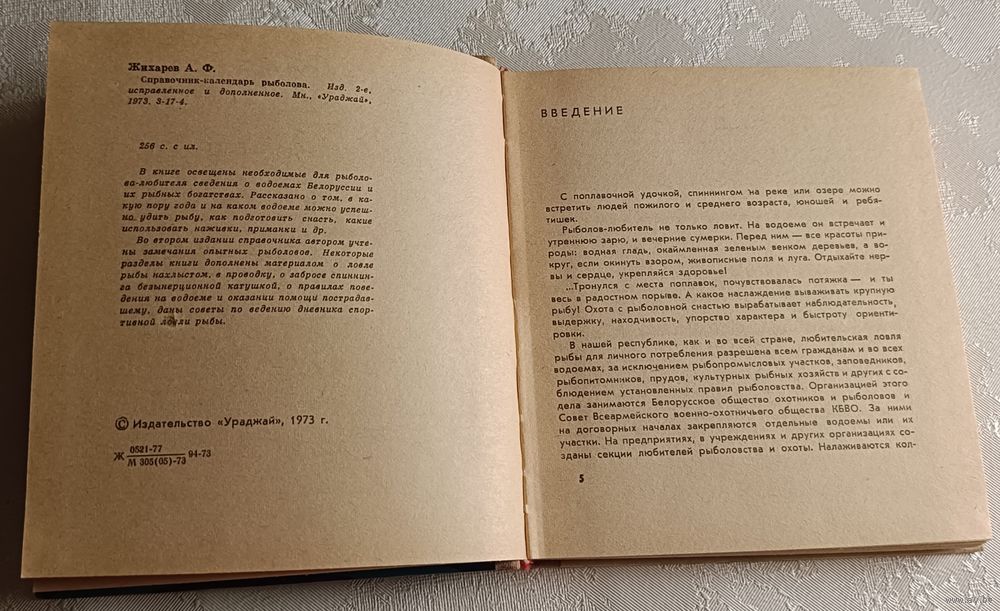 Жихарев А. Ф.
Справочник-календарь рыболова. Изд. 2-е,
исправленное и дополненное. Мн., «Ураджай»,
1973. 3-17-4.
256 с. с ил.
В книге освещены необходимые для рыболо-
ва-любителя сведения о водоемах Белоруссии и
их рыбных богатствах. Рассказано о том, в ка-
кую пору года и на каком водоеме можно успеш-
но удить рыбу, как подготовить снасть, какие
использовать наживки, приманки и др.
Во втором издании справочника автором учте-
ны замечания опытных рыболовов. Некоторые
разделы книги дополнены материалом о ловле
рыбы нахлыстом, в проводку, о забросе спиннин-
га безынерционной катушкой, о правилах пове-
дения на водоеме и оказании помощи пострадав-
шему, даны советы по ведению дневника спор-
тивной ловли рыбы.
© Издательство «Ураджай», 1973 г.
Ж 0521-77 94-73
М 305(05)-73
ВВЕДЕНИЕ
С поплавочной удочкой, спиннингом на реке или озере можно
встретить людей пожилого и среднего возраста, юношей и ребя-
тишек.
Рыболов-любитель не только ловит. На водоеме он встречает и
утреннюю зарю, и вечерние сумерки. Перед ним — все красоты при-
роды: водная гладь, окаймленная зеленым венком деревьев, а во-
круг, если окинуть взором, живописные поля и луга. Отдыхайте нер-
вы и сердце, укрепляйся здоровье!
...Тронулся с места поплавок, почувствовалась потяжка — и ты
весь в радостном порыве. А какое наслаждение вываживать крупную
рыбу! Охота с рыболовной снастью вырабатывает наблюдательность,
выдержку, находчивость, упорство характера и быстроту ориенти-
ровки.
В нашей республике, как и во всей стране, любительская ловля
рыбы для личного потребления разрешена всем гражданам и во всех
водоемах, за исключением рыбопромысловых участков, заповедников,
рыбопитомников, прудов, культурных рыбных хозяйств и других с со-
блюдением установленных правил рыболовства. Организацией этого
дела занимаются Белорусское общество охотников и рыболовов и
Совет Всеармейского военно-охотничьего общества КБВО. За ними
на договорных началах закрепляются отдельные водоемы или их
участки. На предприятиях, в учреждениях и других организациях со-
зданы секции любителей рыболовства и охоты. Налаживаются кол-
5
www.ay.by